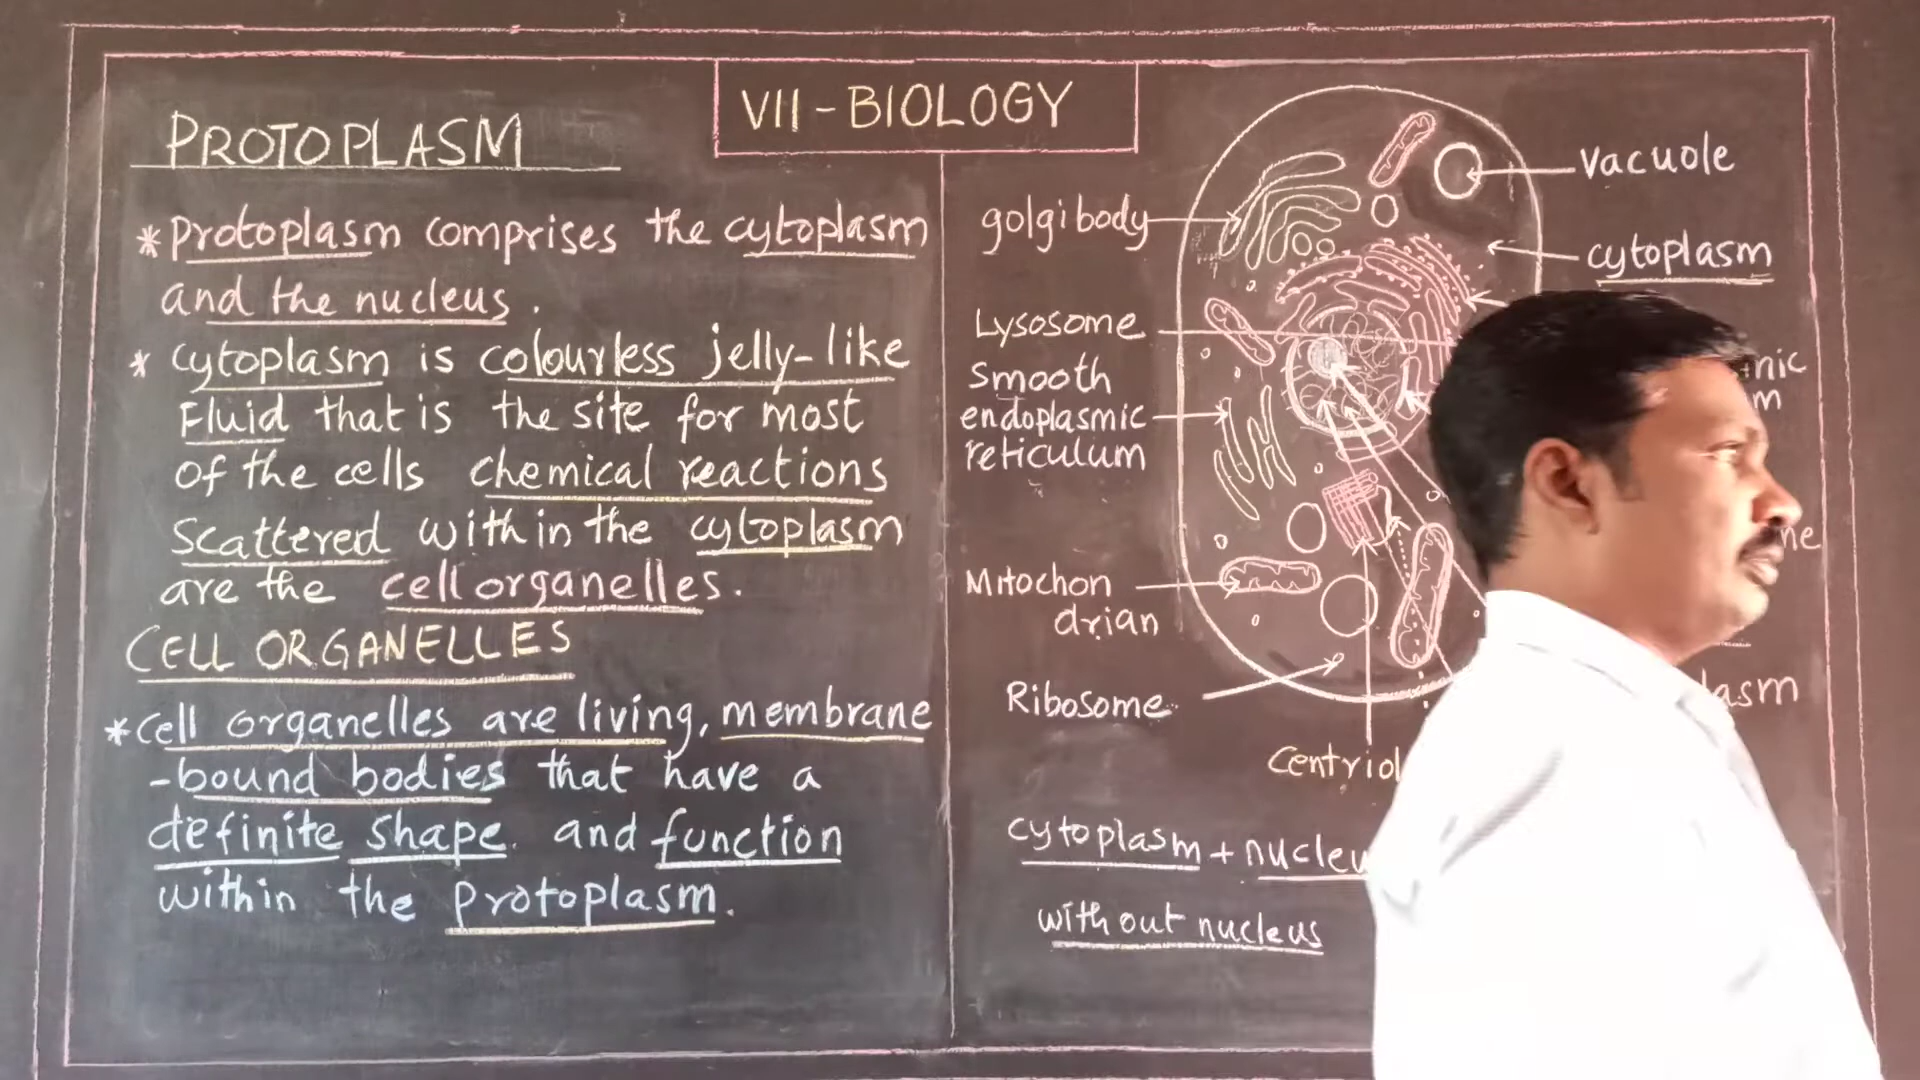 VII - BIOLOGY
PROTOPLASM
* Protoplasm comprises the cytoplasm
and the nucleus.
* cytoplasm is colourless jelly-like
Fluid that is the site for most
of the cells chemical reactions
Scattered within the cytoplasm
are the cell organelles.
CELL ORGANELLES
* cell organelles are living, membrane
-bound bodies that have a
definite shape. and function
within the protoplasm.
golgi body
Lysosome
Smooth
endoplasmic
reticulum
Mitochon
drian
Ribosome
vacuole
cytoplasm
cytoplasm +
without nucleus